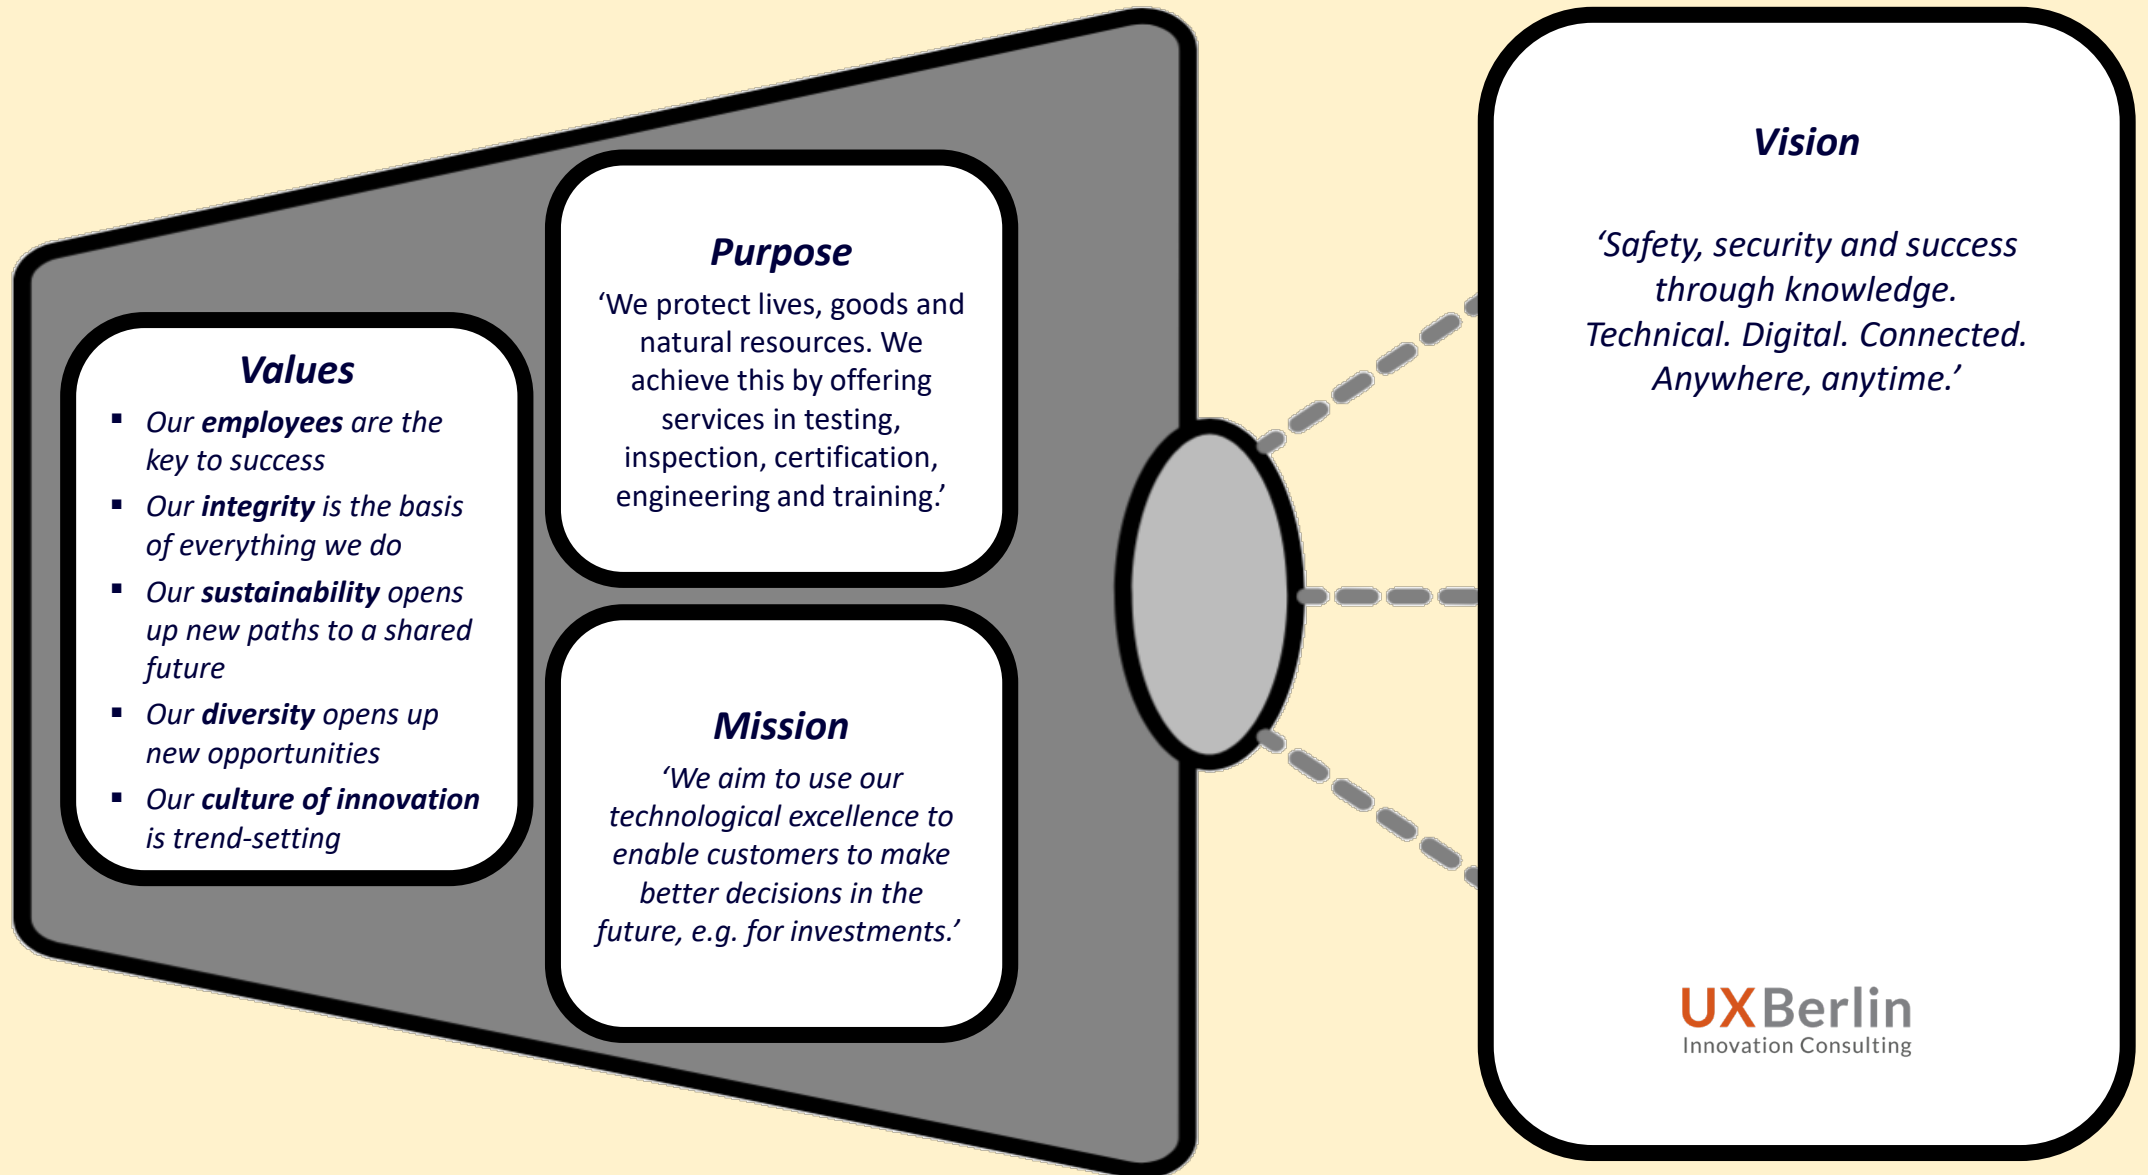 Values
▪ Our employees are the
key to success
▪ Our integrity is the basis
of everything we do
▪ Our sustainability opens
up new paths to a shared
future
▪ Our diversity opens up
new opportunities
▪ Our culture of innovation
is trend-setting
Purpose
‘We protect lives, goods and
natural resources. We
achieve this by offering
services in testing,
inspection, certification,
engineering and training.’
Mission
‘We aim to use our
technological excellence to
enable customers to make
better decisions in the
future, e.g. for investments.’
Vision
‘Safety, security and success
through knowledge.
Technical. Digital. Connected.
Anywhere, anytime.’
UXBerlin
Innovation Consulting